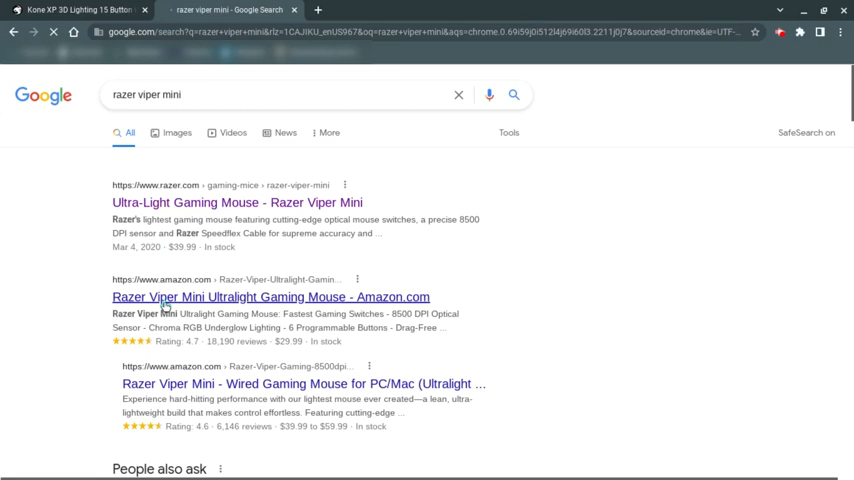 Kone XP 3D Lighting 15 Button
razer viper mini - Google Search
google.com/search?q=razer+viper+mini&rlz=1CAJIKU_enUS967&oq=razer+viper+mini&aqs=chrome.0.69i59j0i512l4j69i60l3.2211j0j7&sourceid=chrome&ie=UTF-...
Google
razer viper mini
All Images Videos News More Tools SafeSearch on
https://www.razer.com › gaming-mice › razer-viper-mini
Ultra-Light Gaming Mouse - Razer Viper Mini
Razer's lightest gaming mouse featuring cutting-edge optical mouse switches, a precise 8500
DPI sensor and Razer Speedflex Cable for supreme accuracy and ...
Mar 4, 2020 · $39.99 · In stock
https://www.amazon.com › Razer-Viper-Ultralight-Gamin...
Razer Viper Mini Ultralight Gaming Mouse - Amazon.com
Razer Viper Mini Ultralight Gaming Mouse: Fastest Gaming Switches - 8500 DPI Optical
Sensor - Chroma RGB Underglow Lighting - 6 Programmable Buttons - Drag-Free ...
Rating: 4.7 · 18,190 reviews · $29.99 · In stock
https://www.amazon.com › Razer-Viper-Gaming-8500dpi...
Razer Viper Mini - Wired Gaming Mouse for PC/Mac (Ultralight ...
Experience hard-hitting performance with our lightest mouse ever created—a lean, ultra-
lightweight build that makes control effortless. Featuring cutting-edge ...
Rating: 4.6 · 6,146 reviews · $39.99 to $59.99 · In stock
People also ask